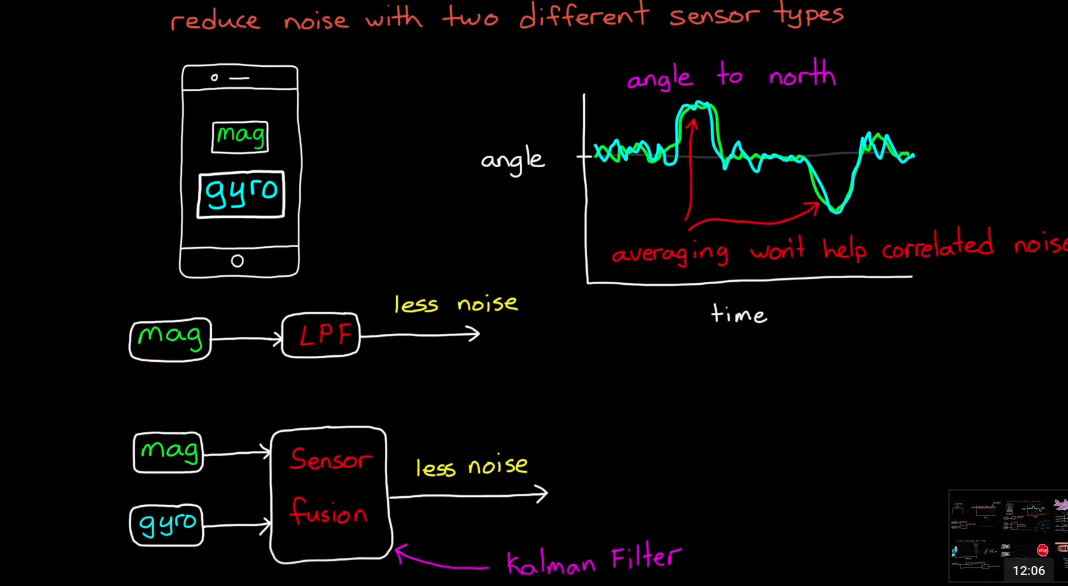 reduce noise with two different sensor types
mag
gyro
angle to north
angle
averaging won't help correlated noise
time
mag
LPF
less noise
mag
gyro
Sensor
fusion
less noise
Kalman Filter
12:06